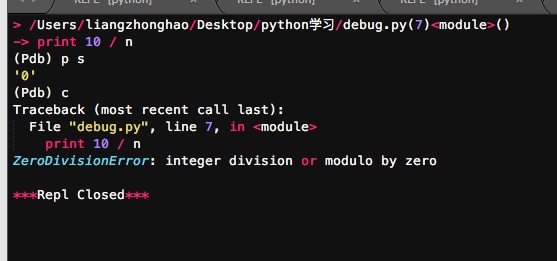 REPL [python] REPL [python] REPL [python]
> /Users/liangzhonghao/Desktop/python学习/debug.py(7)<module>()
-> print 10 / n
(Pdb) p s
'0'
(Pdb) c
Traceback (most recent call last):
  File "debug.py", line 7, in <module>
    print 10 / n
ZeroDivisionError: integer division or modulo by zero

***Repl Closed***